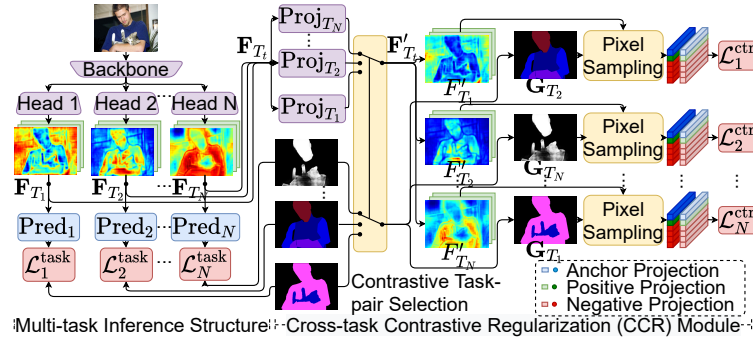 Backbone
Head 1 Head 2 ... Head N
F_{T_1} F_{T_2} ... F_{T_N}
Pred_1 Pred_2 ... Pred_N
L_1^{task} L_2^{task} ... L_N^{task}
F_{T_t}
Proj_{T_N}
Proj_{T_2}
Proj_{T_1}
Contrastive Task-
pair Selection
F'_{T_t}
F'_{T_1} G_{T_2} Pixel Sampling L_1^{ctr}
F'_{T_2} G_{T_N} Pixel Sampling L_2^{ctr}
F'_{T_N} G_{T_1} Pixel Sampling L_N^{ctr}
Anchor Projection
Positive Projection
Negative Projection
Multi-task Inference Structure Cross-task Contrastive Regularization (CCR) Module